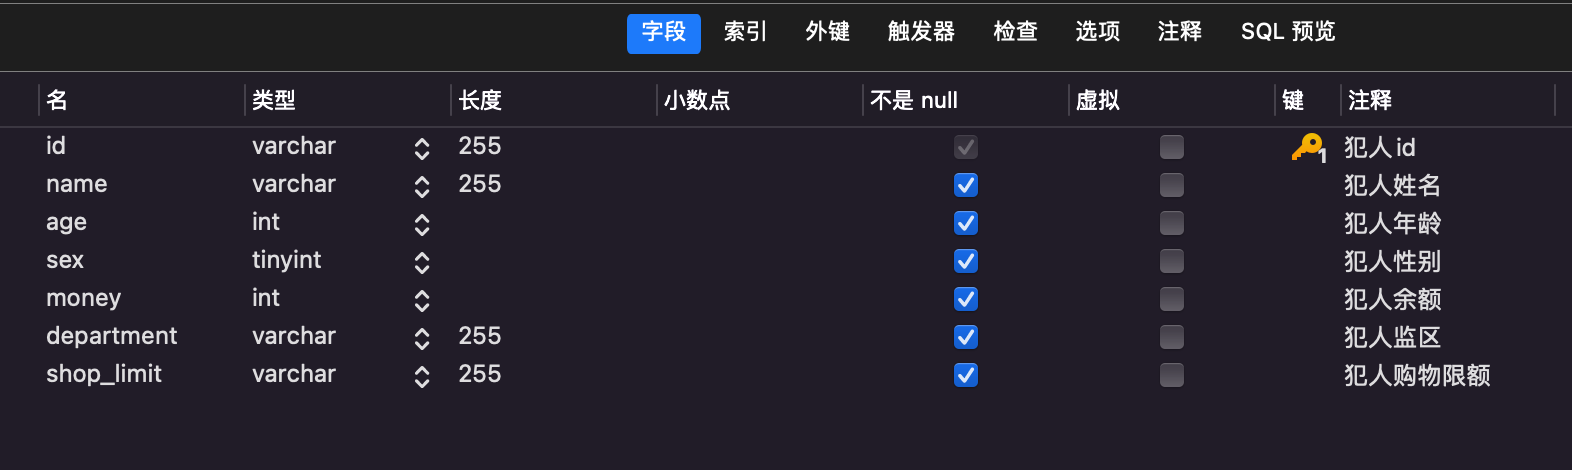 字段 索引 外键 触发器 检查 选项 注释 SQL 预览
名 类型 长度 小数点 不是 null 虚拟 键 注释
id varchar 255 1 犯人id
name varchar 255 犯人姓名
age int 犯人年龄
sex tinyint 犯人性别
money int 犯人余额
department varchar 255 犯人监区
shop_limit varchar 255 犯人购物限额